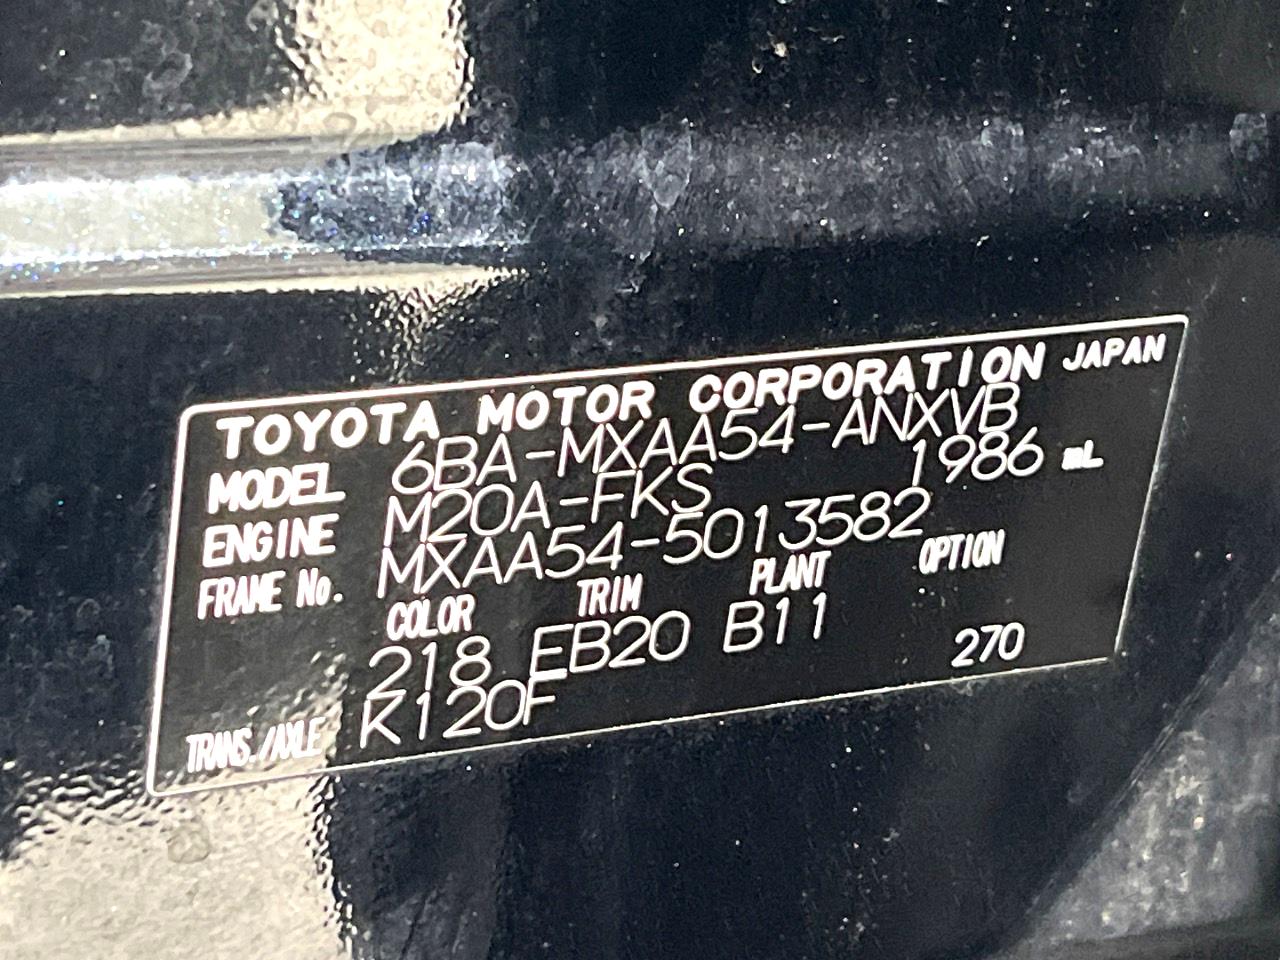 TOYOTA MOTOR CORPORATION JAPAN
MODEL 6BA-MXAA54-ANXVB
ENGINE M20A-FKS 1986 mL
FRAME No. MXAA54-5013582
COLOR TRIM PLANT OPTION
218 EB20 B11 270
TRANS./AXLE K120F